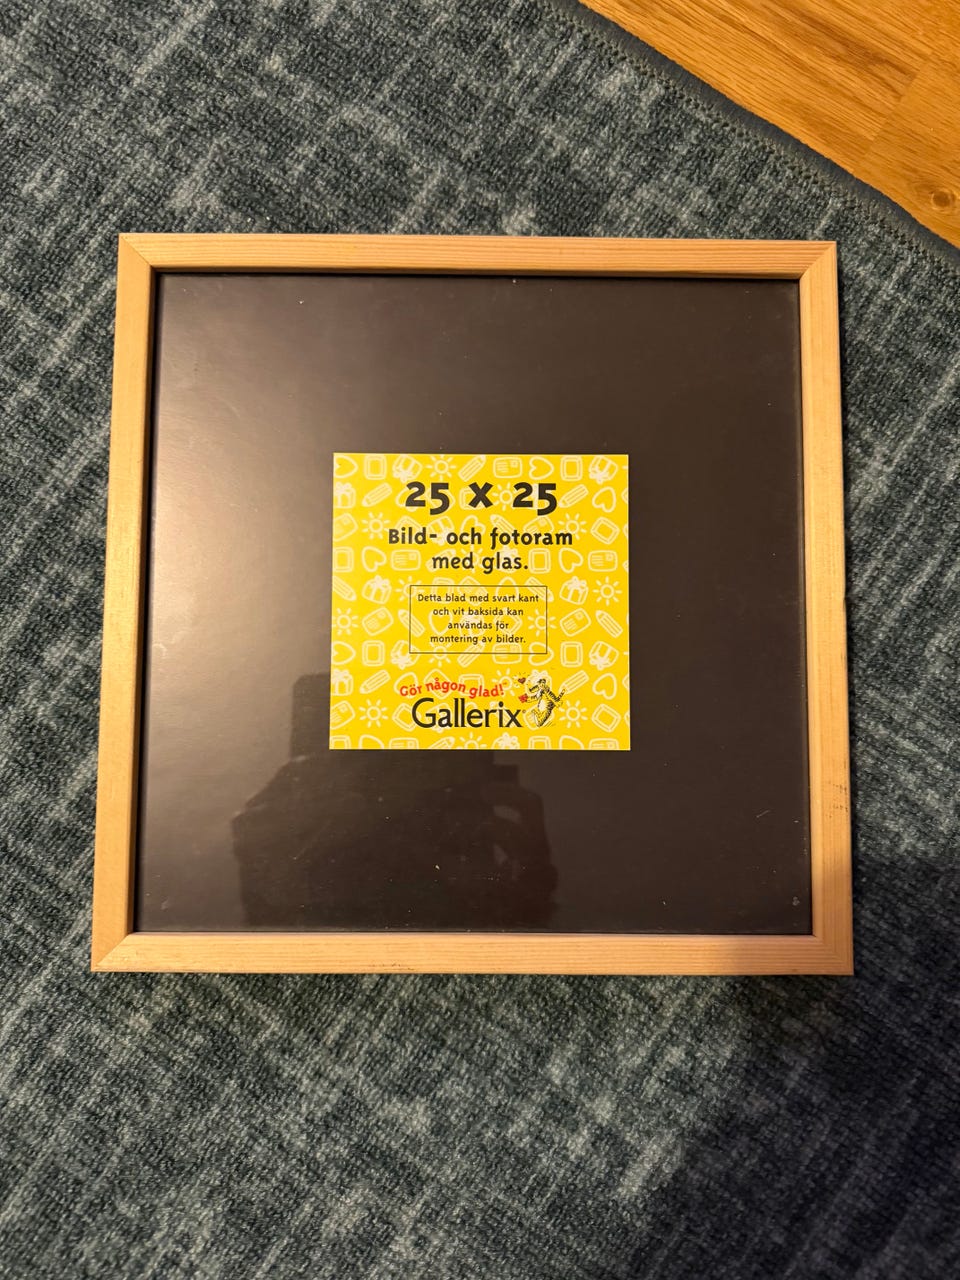 25 x 25
Bild- och fotoram
med glas.
Detta blad med svart kant
och vit baksida kan
användas för
montering av bilder.
Gör någon glad!
Gallerix®